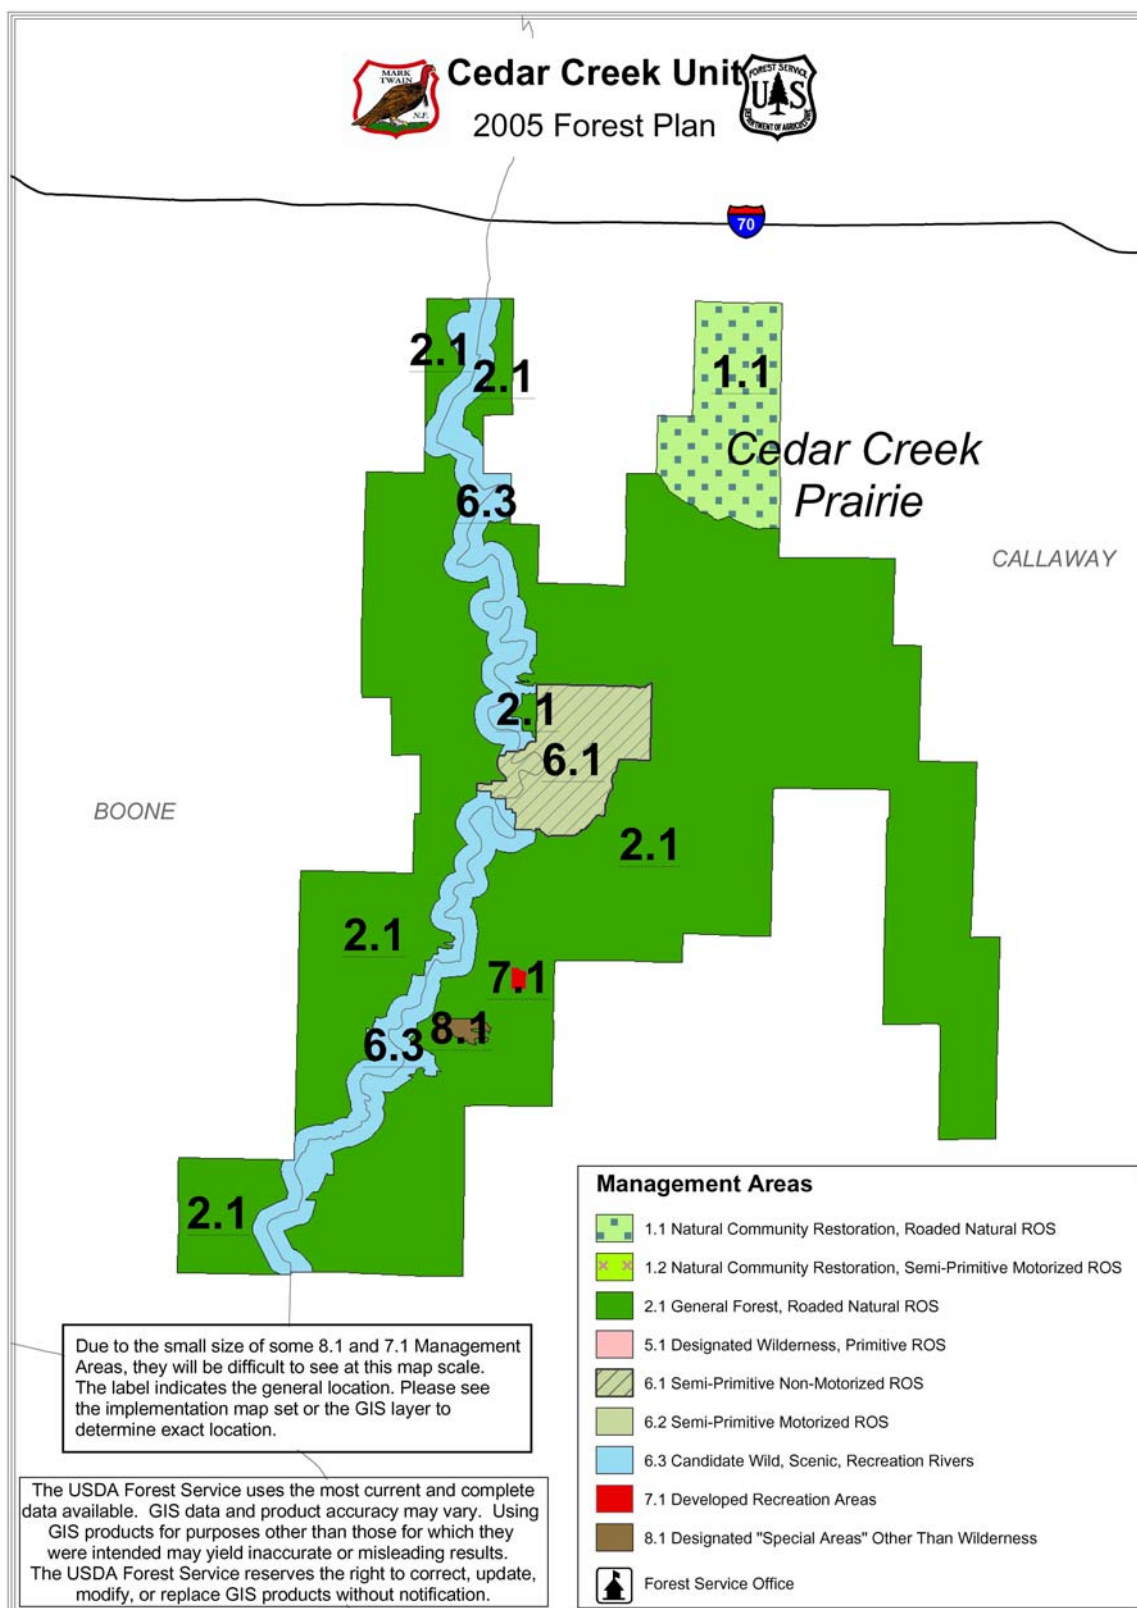 MARK
TWAIN
N.F.
Cedar Creek Unit
2005 Forest Plan
FOREST SERVICE
U S
DEPARTMENT OF AGRICULTURE
70
2.1
2.1
1.1
Cedar Creek
Prairie
6.3
CALLAWAY
2.1
6.1
BOONE
2.1
2.1
7.1
8.1
6.3
2.1
Management Areas
1.1 Natural Community Restoration, Roaded Natural ROS
1.2 Natural Community Restoration, Semi-Primitive Motorized ROS
2.1 General Forest, Roaded Natural ROS
5.1 Designated Wilderness, Primitive ROS
6.1 Semi-Primitive Non-Motorized ROS
6.2 Semi-Primitive Motorized ROS
6.3 Candidate Wild, Scenic, Recreation Rivers
7.1 Developed Recreation Areas
8.1 Designated "Special Areas" Other Than Wilderness
Forest Service Office
Due to the small size of some 8.1 and 7.1 Management
Areas, they will be difficult to see at this map scale.
The label indicates the general location. Please see
the implementation map set or the GIS layer to
determine exact location.
The USDA Forest Service uses the most current and complete
data available. GIS data and product accuracy may vary. Using
GIS products for purposes other than those for which they
were intended may yield inaccurate or misleading results.
The USDA Forest Service reserves the right to correct, update,
modify, or replace GIS products without notification.